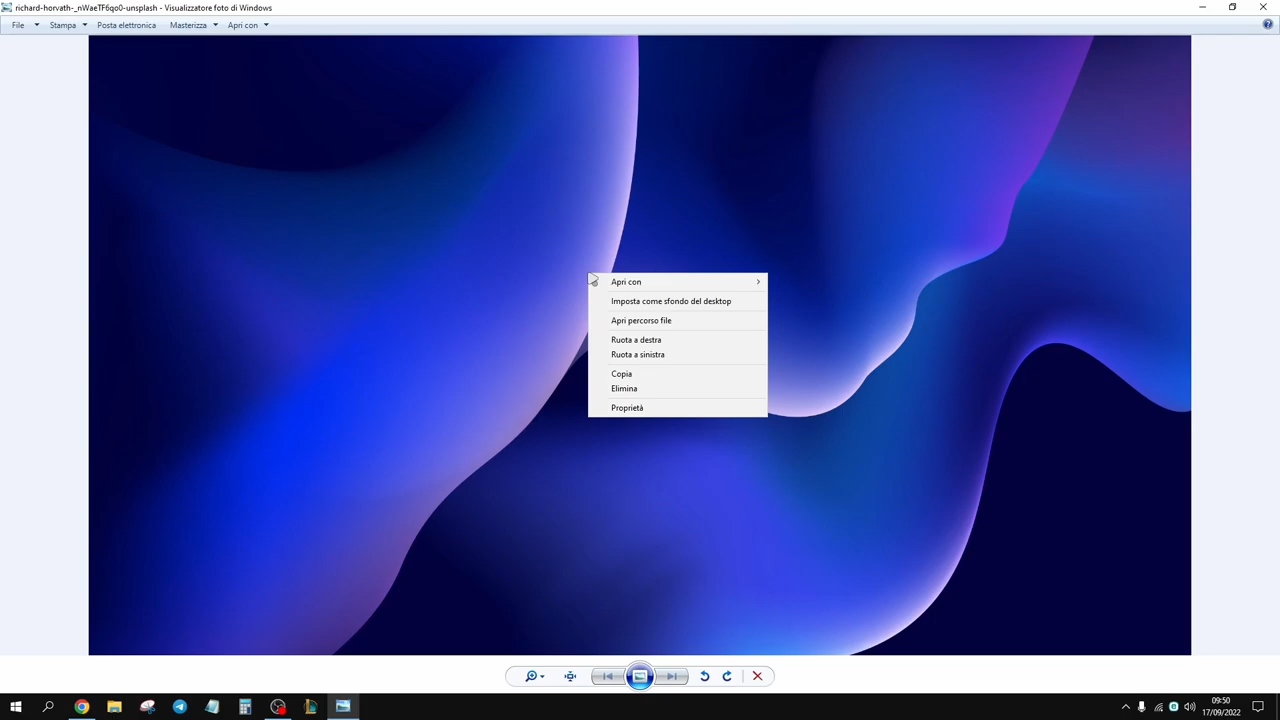 richard-horvath-_nWaeTF6qo0-unsplash - Visualizzatore foto di Windows
File Stampa Posta elettronica Masterizza Apri con
Apri con
Imposta come sfondo del desktop
Apri percorso file
Ruota a destra
Ruota a sinistra
Copia
Elimina
Proprietà
09:50
17/09/2022